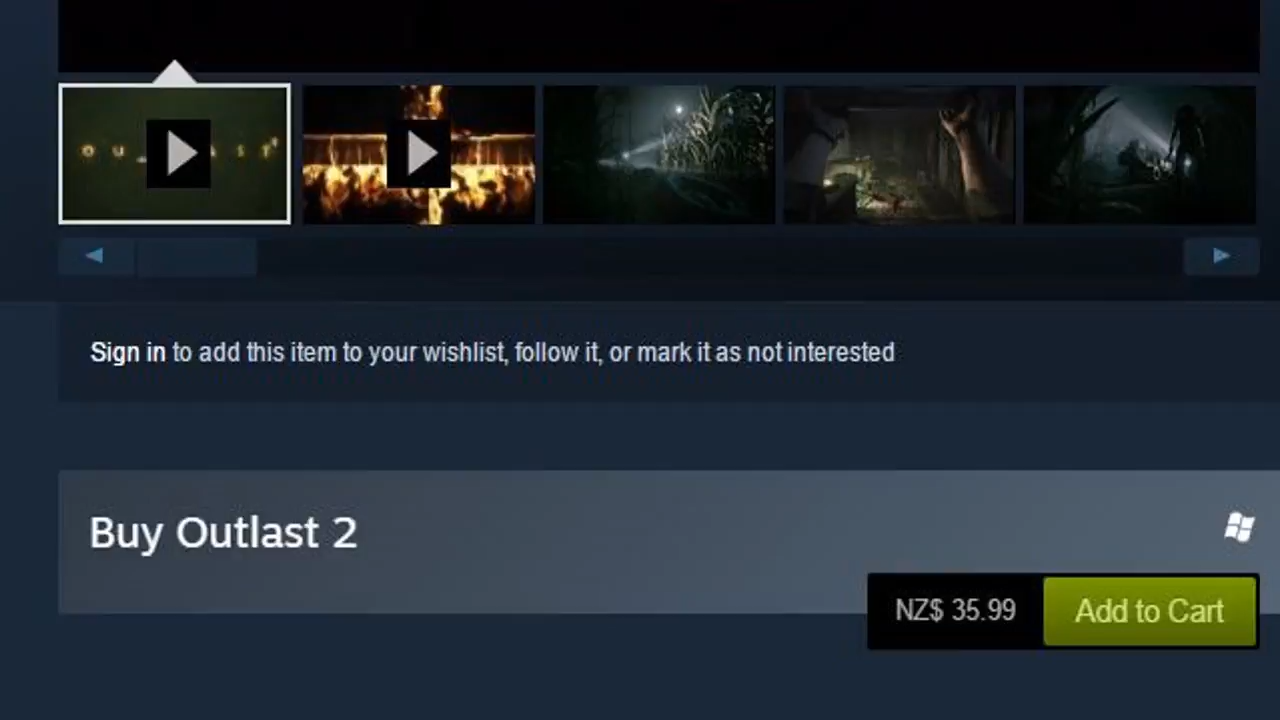 Sign in to add this item to your wishlist, follow it, or mark it as not interested
Buy Outlast 2
NZ$ 35.99
Add to Cart